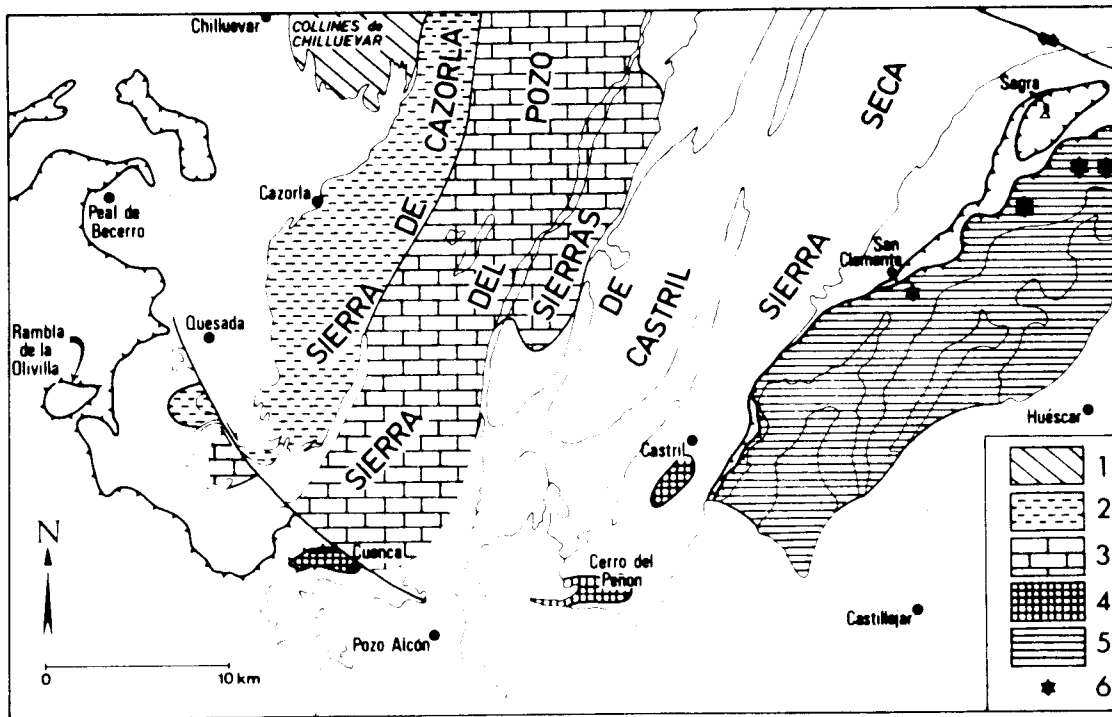 Chilluevar
COLLINES de
CHILLUEVAR
SIERRA DE CAZORLA
SIERRA DEL POZO
SIERRAS DE CASTRIL
SIERRA SECA
Sagra
Cazorla
Peal de
Becerro
San
Clemente
Rambla
de la
Olivilla
Quesada
Huéscar
Castril
Cuenca
Cerro del
Peñon
Castillejar
Pozo Alcón
N
0
10 km
1
2
3
4
5
6